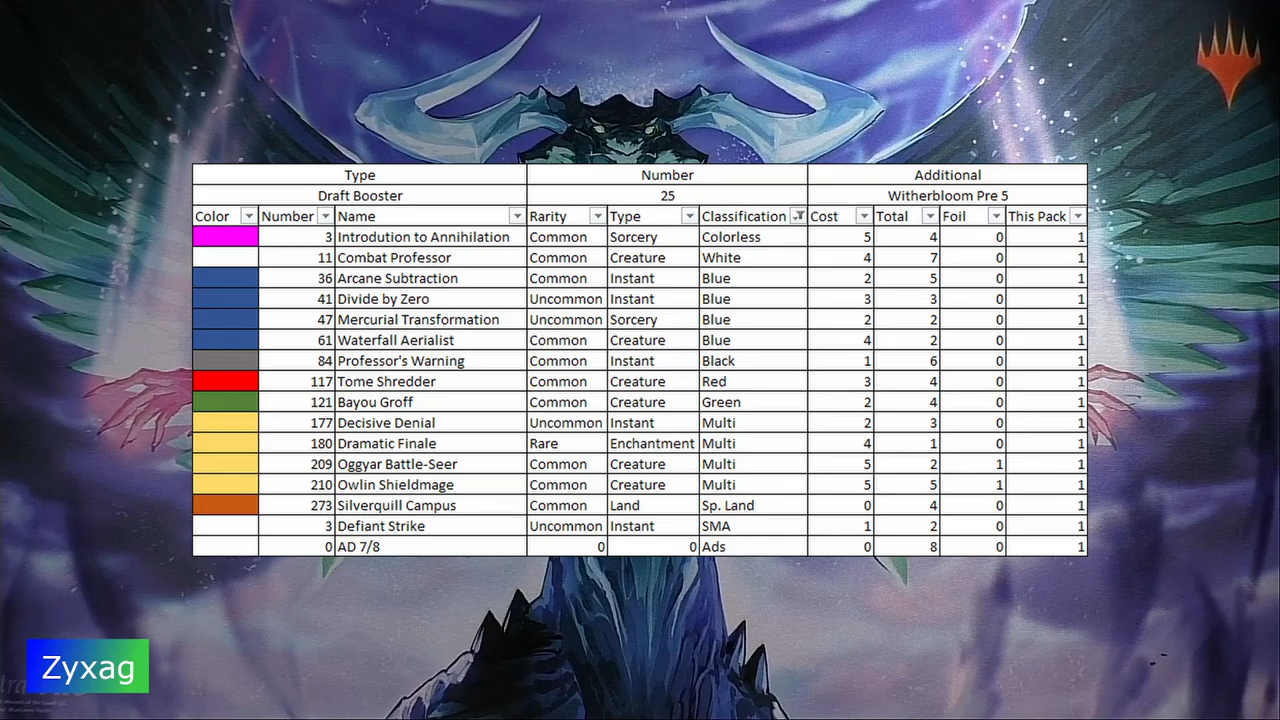 Type Number Additional
Draft Booster 25 Witherbloom Pre 5
Color Number Name Rarity Type Classification Cost Total Foil This Pack
3 Introdution to Annihilation Common Sorcery Colorless 5 4 0 1
11 Combat Professor Common Creature White 4 7 0 1
36 Arcane Subtraction Common Instant Blue 2 5 0 1
41 Divide by Zero Uncommon Instant Blue 3 3 0 1
47 Mercurial Transformation Uncommon Sorcery Blue 2 2 0 1
61 Waterfall Aerialist Common Creature Blue 4 2 0 1
84 Professor's Warning Common Instant Black 1 6 0 1
117 Tome Shredder Common Creature Red 3 4 0 1
121 Bayou Groff Common Creature Green 2 4 0 1
177 Decisive Denial Uncommon Instant Multi 2 3 0 1
180 Dramatic Finale Rare Enchantment Multi 4 1 0 1
209 Oggyar Battle-Seer Common Creature Multi 5 2 1 1
210 Owlin Shieldmage Common Creature Multi 5 5 1 1
273 Silverquill Campus Common Land Sp. Land 0 4 0 1
3 Defiant Strike Uncommon Instant SMA 1 2 0 1
0 AD 7/8 0 0 Ads 0 8 0 1
Zyxag